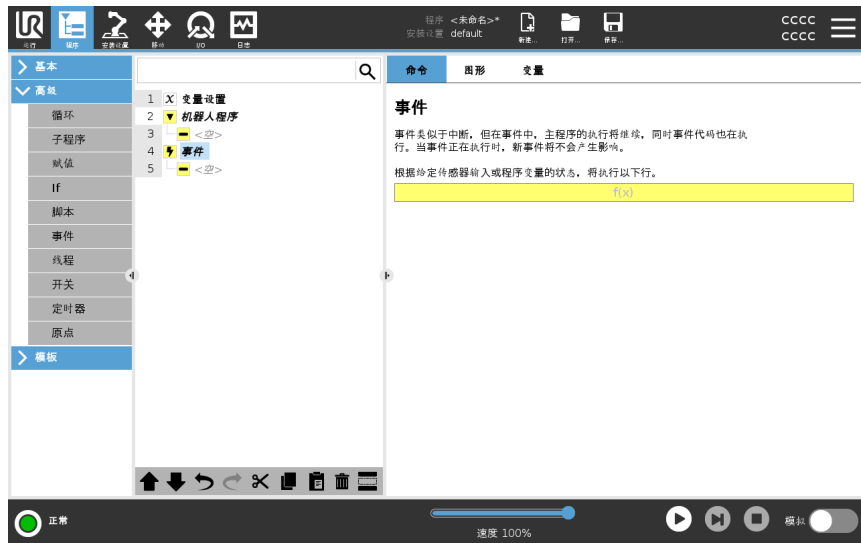 UR
运行
程序
安装设置
移动
I/O
日志
程序 <未命名>*
安装设置 default
新建...
打开...
保存...
CCCC
CCCC
基本
高级
循环
子程序
赋值
If
脚本
事件
线程
开关
定时器
原点
模板
1 X 变量设置
2 机器人程序
3 <空>
4 事件
5 <空>
命令 图形 变量
事件
事件类似于中断，但在事件中，主程序的执行将继续，同时事件代码也在执
行。当事件正在执行时，新事件将不会产生影响。
根据给定传感器输入或程序变量的状态，将执行以下行。
f(x)
正常
速度 100%
模拟